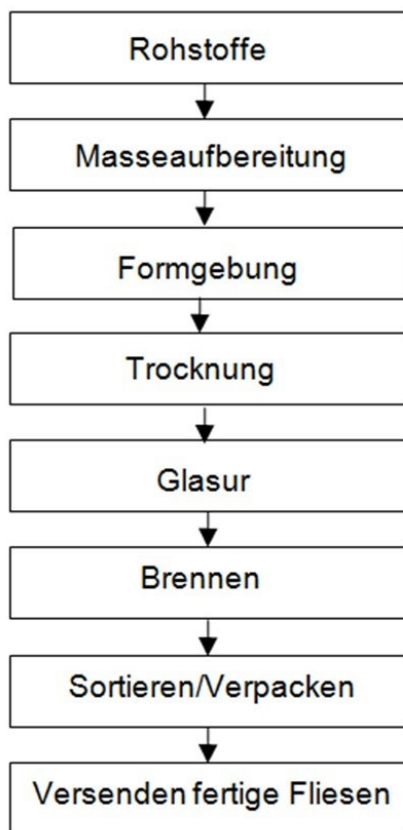 Rohstoffe
Masseaufbereitung
Formgebung
Trocknung
Glasur
Brennen
Sortieren/Verpacken
Versenden fertige Fliesen